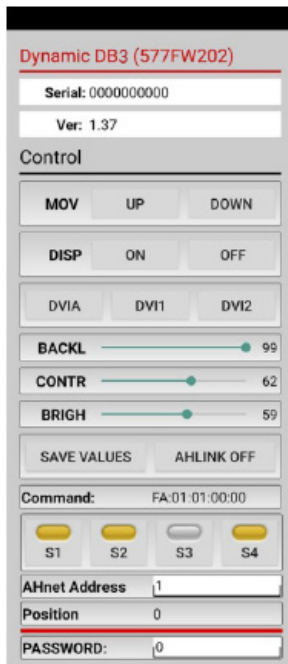 Dynamic DB3 (577FW202)
Serial: 0000000000
Ver: 1.37
Control
MOV UP DOWN
DISP ON OFF
DVIA DVI1 DVI2
BACKL 99
CONTR 62
BRIGH 59
SAVE VALUES AHLINK OFF
Command: FA:01:01:00:00
S1 S2 S3 S4
AHnet Address 1
Position 0
PASSWORD: 0